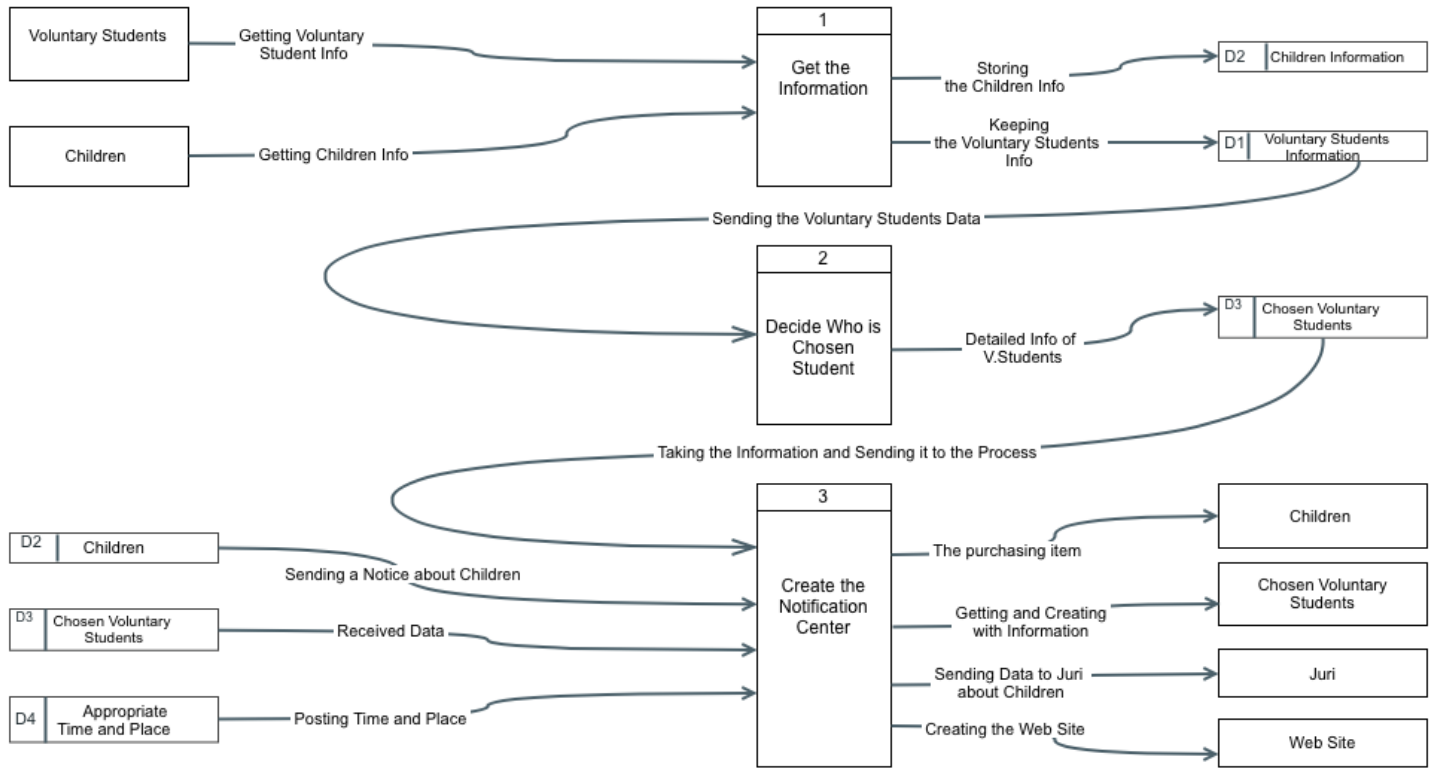 Voluntary Students
Getting Voluntary
Student Info
1
Get the
Information
Storing
the Children Info
D2
Children Information
Children
Getting Children Info
Keeping
the Voluntary Students
Info
D1
Voluntary Students
Information
Sending the Voluntary Students Data
2
Decide Who is
Chosen
Student
Detailed Info of
V.Students
D3
Chosen Voluntary
Students
Taking the Information and Sending it to the Process
3
Create the
Notification
Center
D2
Children
Sending a Notice about Children
D3
Chosen Voluntary
Students
Received Data
D4
Appropriate
Time and Place
Posting Time and Place
The purchasing item
Children
Getting and Creating
with Information
Chosen Voluntary
Students
Sending Data to Juri
about Children
Juri
Creating the Web Site
Web Site